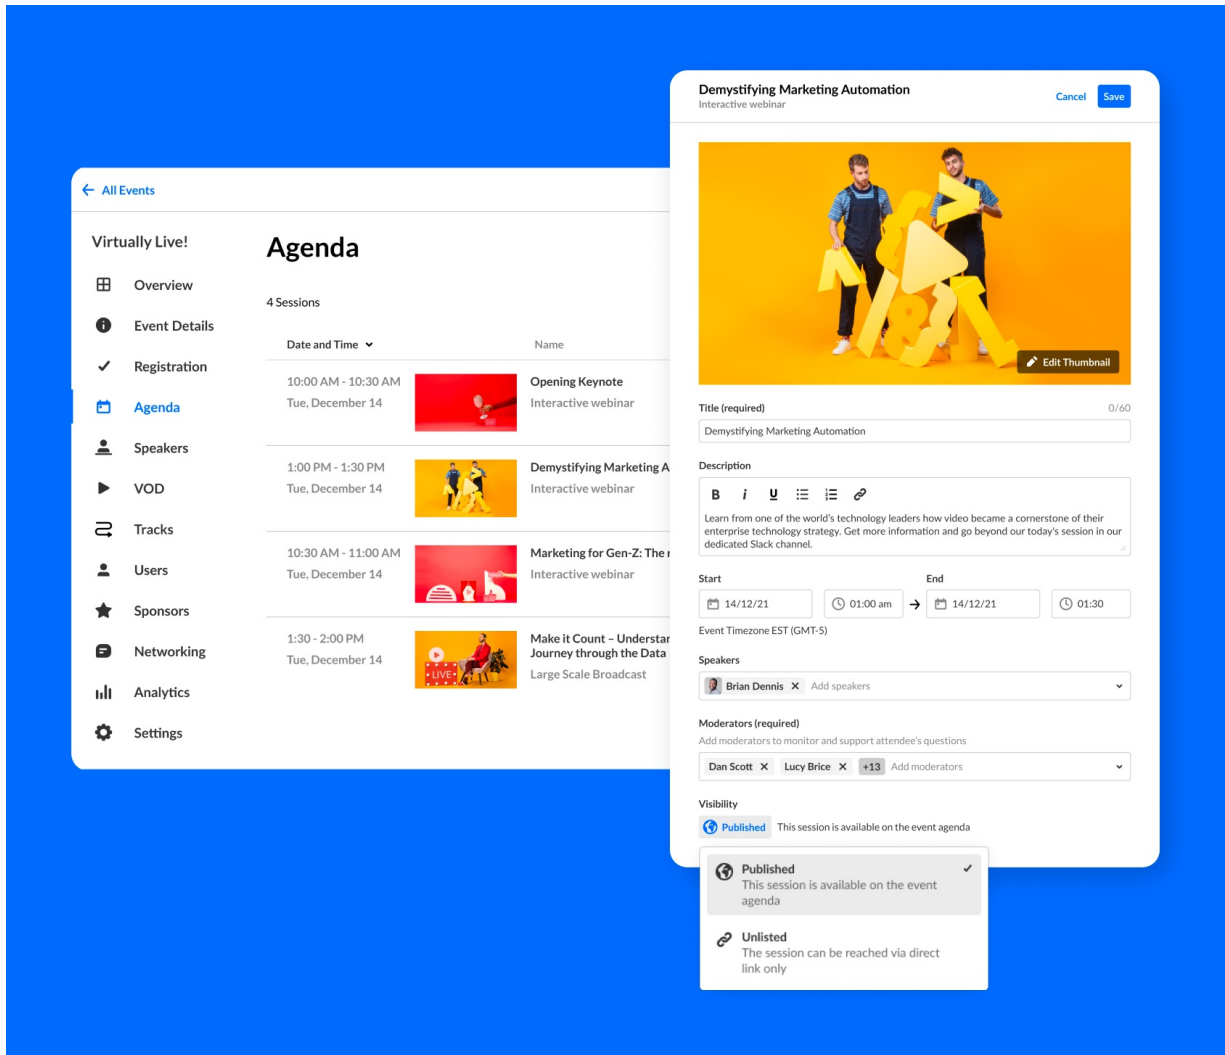 ← All Events
Virtually Live!
Overview
Event Details
Registration
Agenda
Speakers
VOD
Tracks
Users
Sponsors
Networking
Analytics
Settings
Agenda
4 Sessions
Date and Time
Name
10:00 AM - 10:30 AM
Tue, December 14
LIVE
Opening Keynote
Interactive webinar
1:00 PM - 1:30 PM
Tue, December 14
Demystifying Marketing A
Interactive webinar
10:30 AM - 11:00 AM
Tue, December 14
Marketing for Gen-Z: The r
Interactive webinar
1:30 - 2:00 PM
Tue, December 14
LIVE
Make it Count – Understan
Journey through the Data
Large Scale Broadcast
Demystifying Marketing Automation
Interactive webinar
Cancel
Save
Edit Thumbnail
Title (required)
0/60
Demystifying Marketing Automation
Description
B i U
Learn from one of the world's technology leaders how video became a cornerstone of their
enterprise technology strategy. Get more information and go beyond our today's session in our
dedicated Slack channel.
Start
End
14/12/21
01:00 am
→
14/12/21
01:30
Event Timezone EST (GMT-5)
Speakers
Brian Dennis ✕ Add speakers
Moderators (required)
Add moderators to monitor and support attendee's questions
Dan Scott ✕ Lucy Brice ✕ +13 Add moderators
Visibility
Published This session is available on the event agenda
Published
This session is available on the event
agenda
Unlisted
The session can be reached via direct
link only